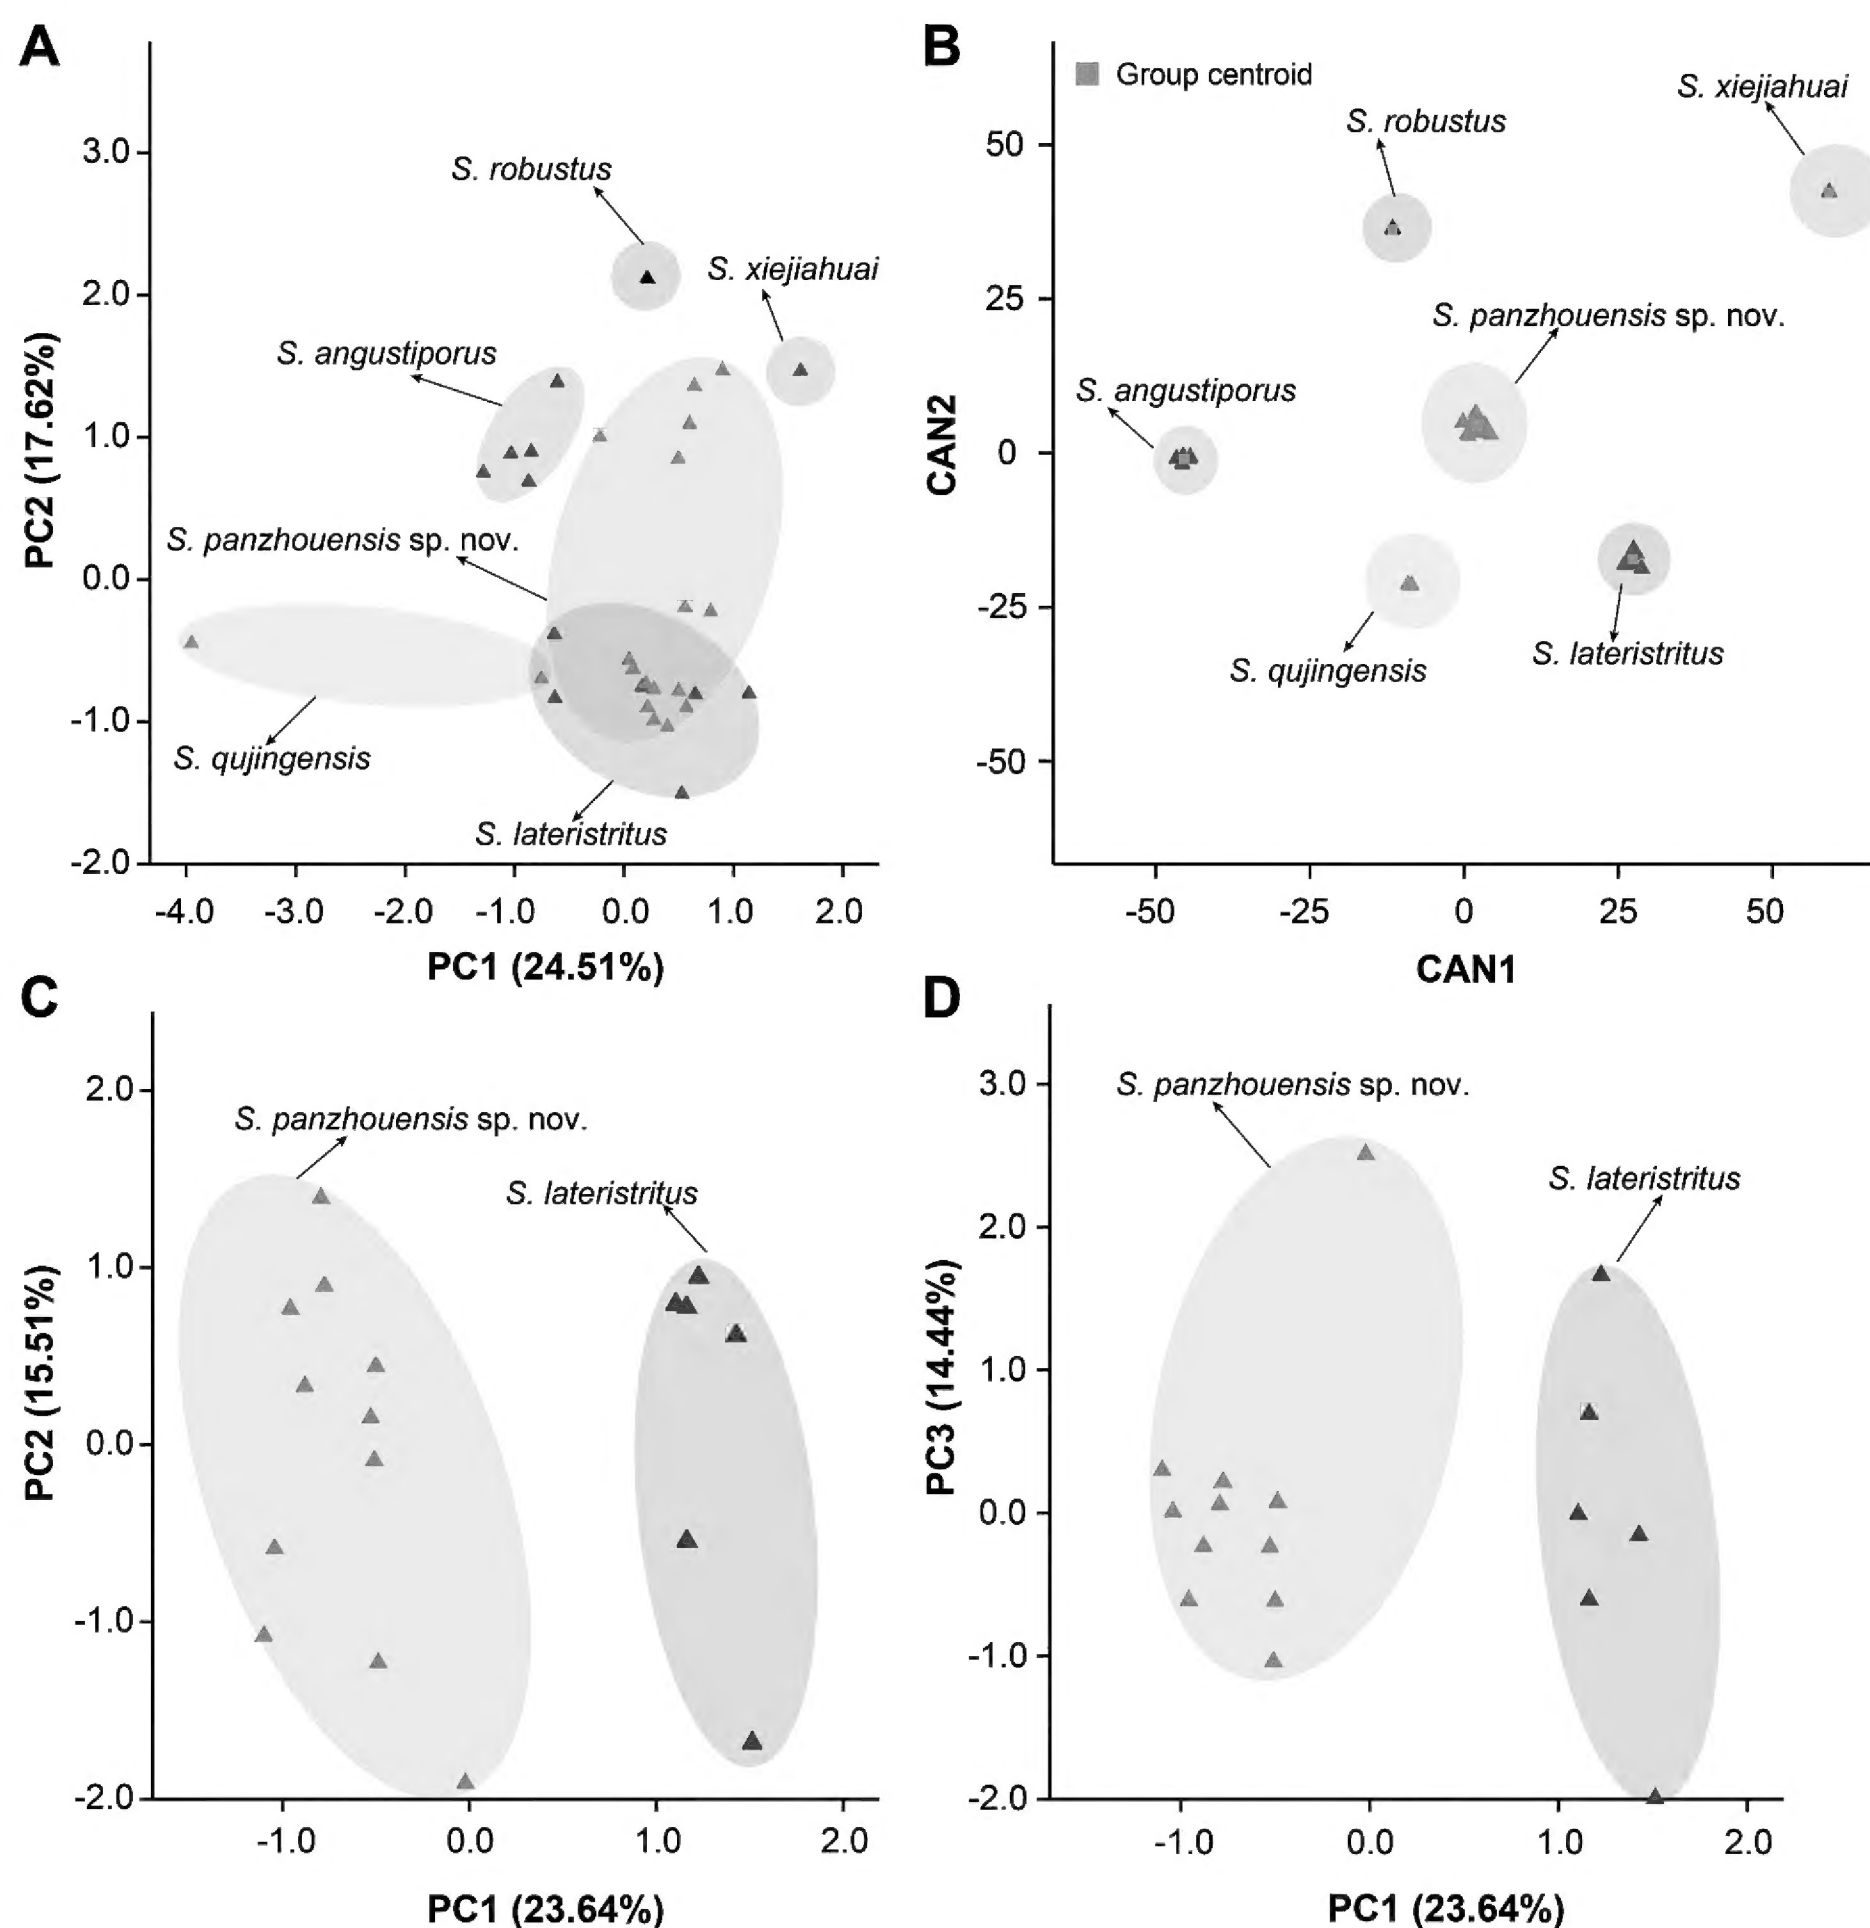 A
PC2 (17.62%)
3.0
2.0
1.0
0.0
-1.0
-2.0
S. robustus
S. xiejiahuai
S. angustiporus
S. panzhouensis sp. nov.
S. qujingensis
S. lateristritus
-4.0 -3.0 -2.0 -1.0 0.0 1.0 2.0
PC1 (24.51%)
B
Group centroid
CAN2
50
25
0
-25
-50
S. xiejiahuai
S. robustus
S. panzhouensis sp. nov.
S. angustiporus
S. lateristritus
S. qujingensis
-50 -25 0 25 50
CAN1
C
PC2 (15.51%)
2.0
1.0
0.0
-1.0
-2.0
S. panzhouensis sp. nov.
S. lateristritus
-1.0 0.0 1.0 2.0
PC1 (23.64%)
D
PC3 (14.44%)
3.0
2.0
1.0
0.0
-1.0
-2.0
S. panzhouensis sp. nov.
S. lateristritus
-1.0 0.0 1.0 2.0
PC1 (23.64%)